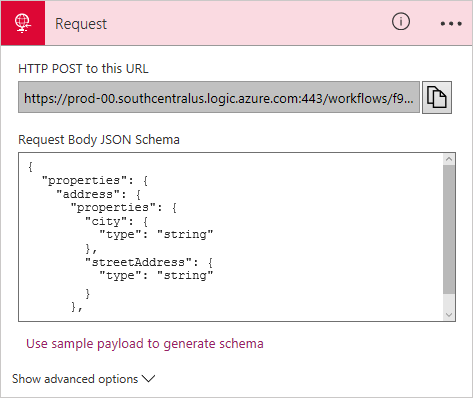 Request
HTTP POST to this URL
https://prod-00.southcentralus.logic.azure.com:443/workflows/f9...
Request Body JSON Schema
{
  "properties": {
    "address": {
      "properties": {
        "city": {
          "type": "string"
        },
        "streetAddress": {
          "type": "string"
        }
      },
Use sample payload to generate schema
Show advanced options